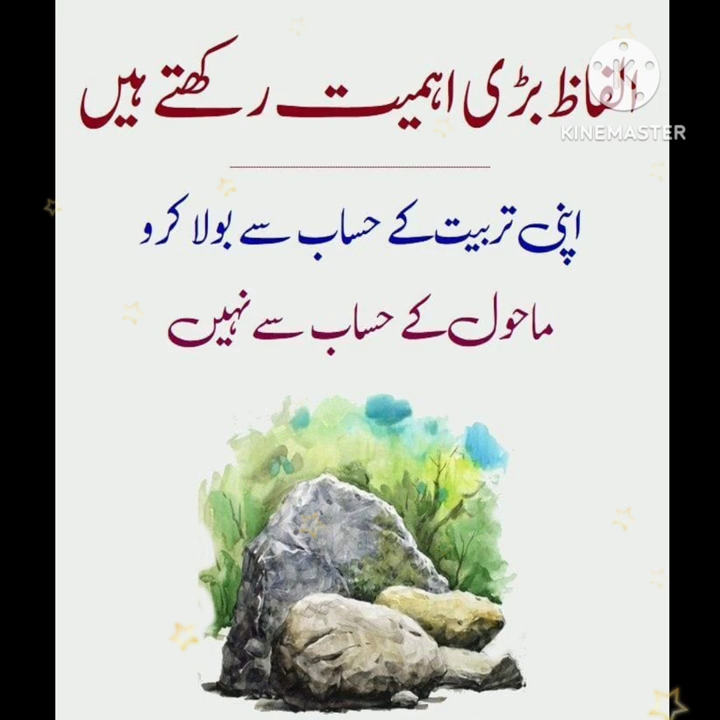 الفاظ بڑی اہمیت رکھتے ہیں
KINEMASTER
اپنی تربیت کے حساب سے بولا کرو
ماحول کے حساب سے نہیں